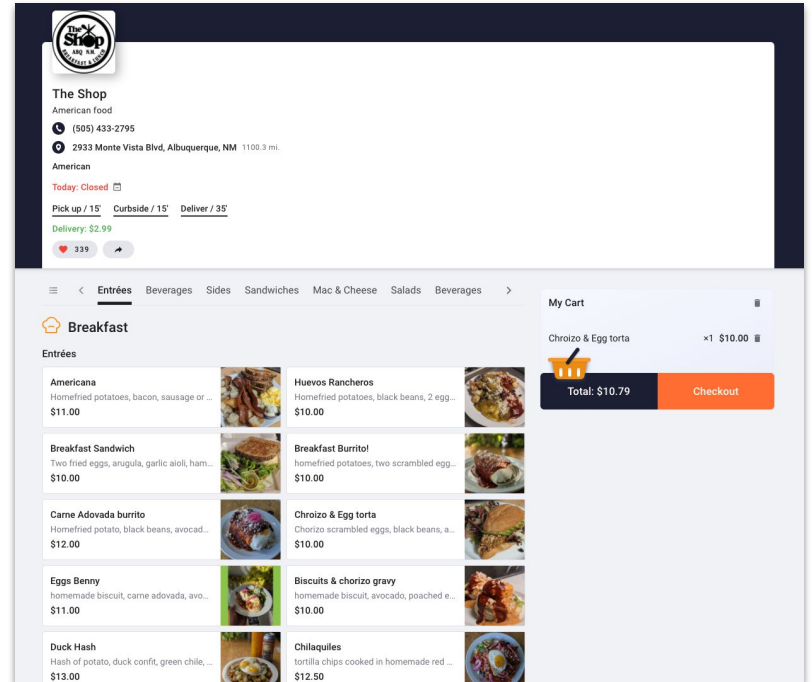 The
Shop
ABQ N.M.
BREAKFAST & LUNCH
The Shop
American food
(505) 433-2795
2933 Monte Vista Blvd, Albuquerque, NM 1100.3 mi.
American
Today: Closed
Pick up / 15' Curbside / 15' Deliver / 35'
Delivery: $2.99
339
Entrées Beverages Sides Sandwiches Mac & Cheese Salads Beverages
Breakfast
Entrées
Americana
Homefried potatoes, bacon, sausage or ...
$11.00
Huevos Rancheros
Homefried potatoes, black beans, 2 egg...
$10.00
Breakfast Sandwich
Two fried eggs, arugula, garlic aioli, ham...
$10.00
Breakfast Burrito!
homefried potatoes, two scrambled egg...
$10.00
Carne Adovada burrito
Homefried potato, black beans, avocad...
$12.00
Chroizo & Egg torta
Chorizo scrambled eggs, black beans, a...
$10.00
Eggs Benny
homemade biscuit, carne adovada, avo...
$11.00
Biscuits & chorizo gravy
homemade biscuit, avocado, poached e...
$10.00
Duck Hash
Hash of potato, duck confit, green chile, ...
$13.00
Chilaquiles
tortilla chips cooked in homemade red ...
$12.50
My Cart
Chroizo & Egg torta ×1 $10.00
Total: $10.79 Checkout